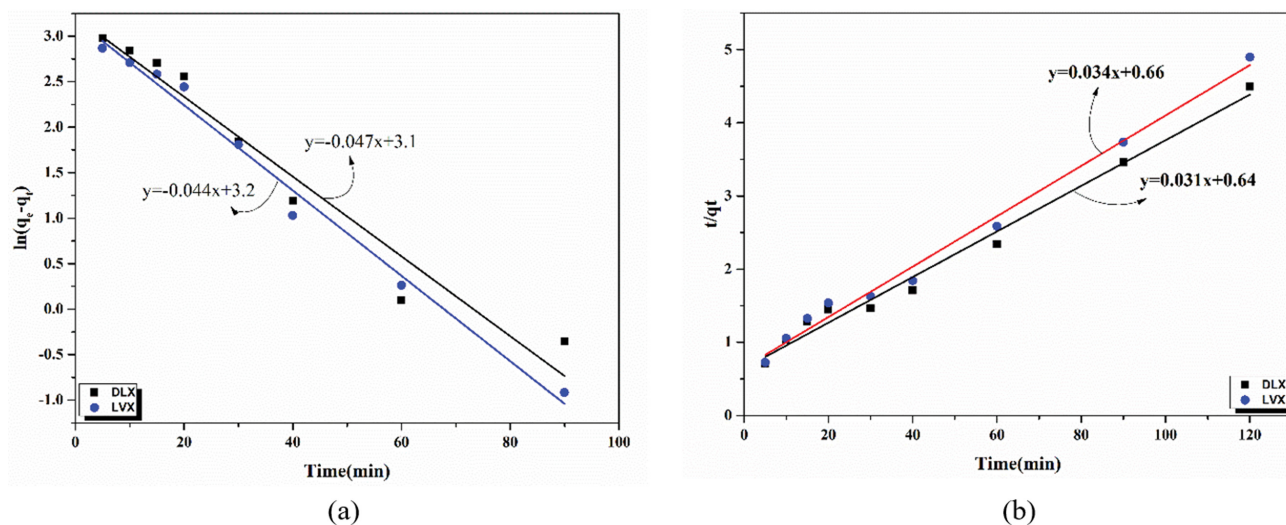 3.0
2.5
2.0
1.5
1.0
0.5
0.0
-0.5
-1.0
ln(qe-qt)
y=-0.047x+3.1
y=-0.044x+3.2
DLX
LVX
0 20 40 60 80 100
Time(min)
(a)
5
4
3
2
1
0
t/qt
y=0.034x+0.66
y=0.031x+0.64
DLX
LVX
0 20 40 60 80 100 120
Time(min)
(b)